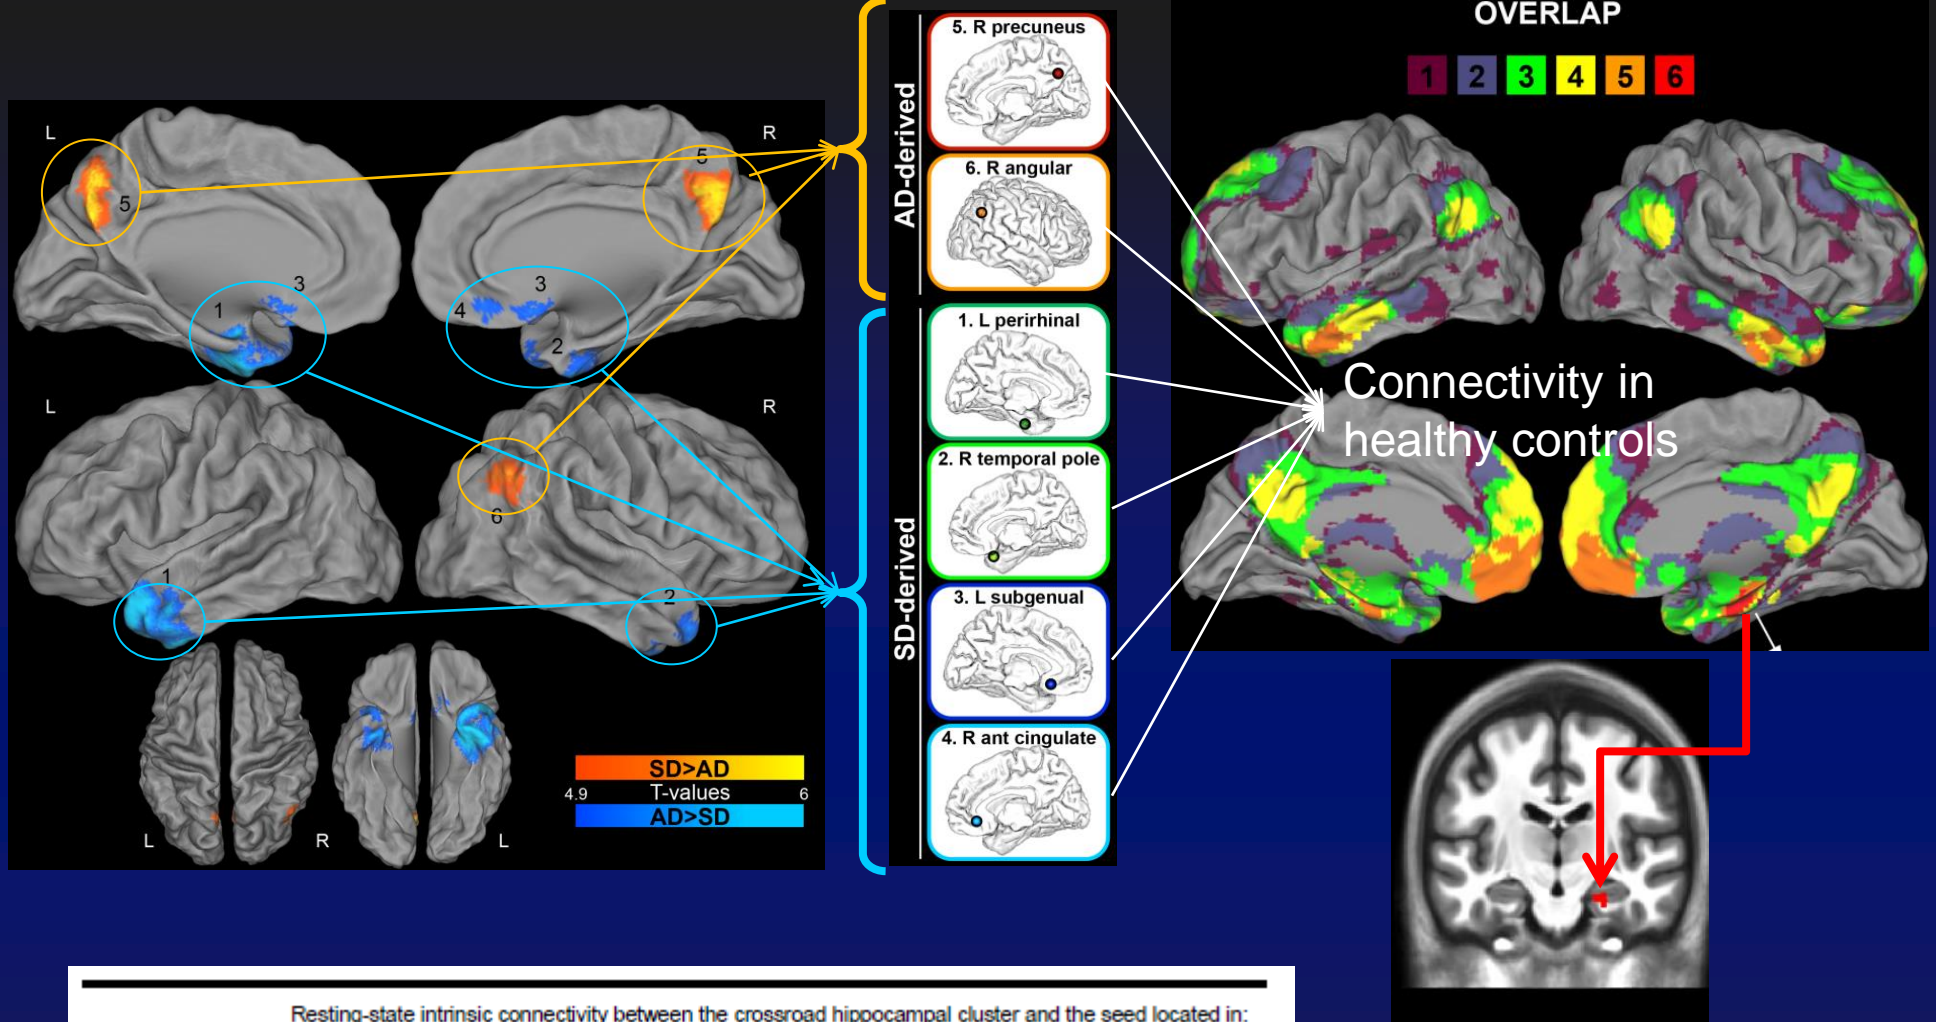 L
R
5
5
1
3
4
3
2
L
R
6
1
2
L
R
L
SD>AD
4.9 T-values 6
AD>SD
AD-derived
5. R precuneus
6. R angular
SD-derived
1. L perirhinal
2. R temporal pole
3. L subgenual
4. R ant cingulate
OVERLAP
1 2 3 4 5 6
Connectivity in
healthy controls
Resting-state intrinsic connectivity between the crossroad hippocampal cluster and the seed located in: